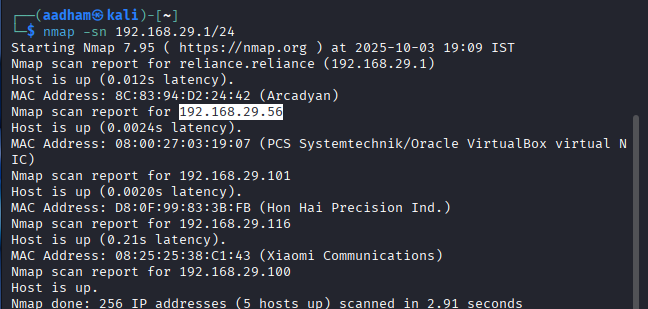 ┌──(aadham㉿kali)-[~]
└─$ nmap -sn 192.168.29.1/24
Starting Nmap 7.95 ( https://nmap.org ) at 2025-10-03 19:09 IST
Nmap scan report for reliance.reliance (192.168.29.1)
Host is up (0.012s latency).
MAC Address: 8C:83:94:D2:24:42 (Arcadyan)
Nmap scan report for 192.168.29.56
Host is up (0.0024s latency).
MAC Address: 08:00:27:03:19:07 (PCS Systemtechnik/Oracle VirtualBox virtual N
IC)
Nmap scan report for 192.168.29.101
Host is up (0.0020s latency).
MAC Address: D8:0F:99:83:3B:FB (Hon Hai Precision Ind.)
Nmap scan report for 192.168.29.116
Host is up (0.21s latency).
MAC Address: 08:25:25:38:C1:43 (Xiaomi Communications)
Nmap scan report for 192.168.29.100
Host is up.
Nmap done: 256 IP addresses (5 hosts up) scanned in 2.91 seconds